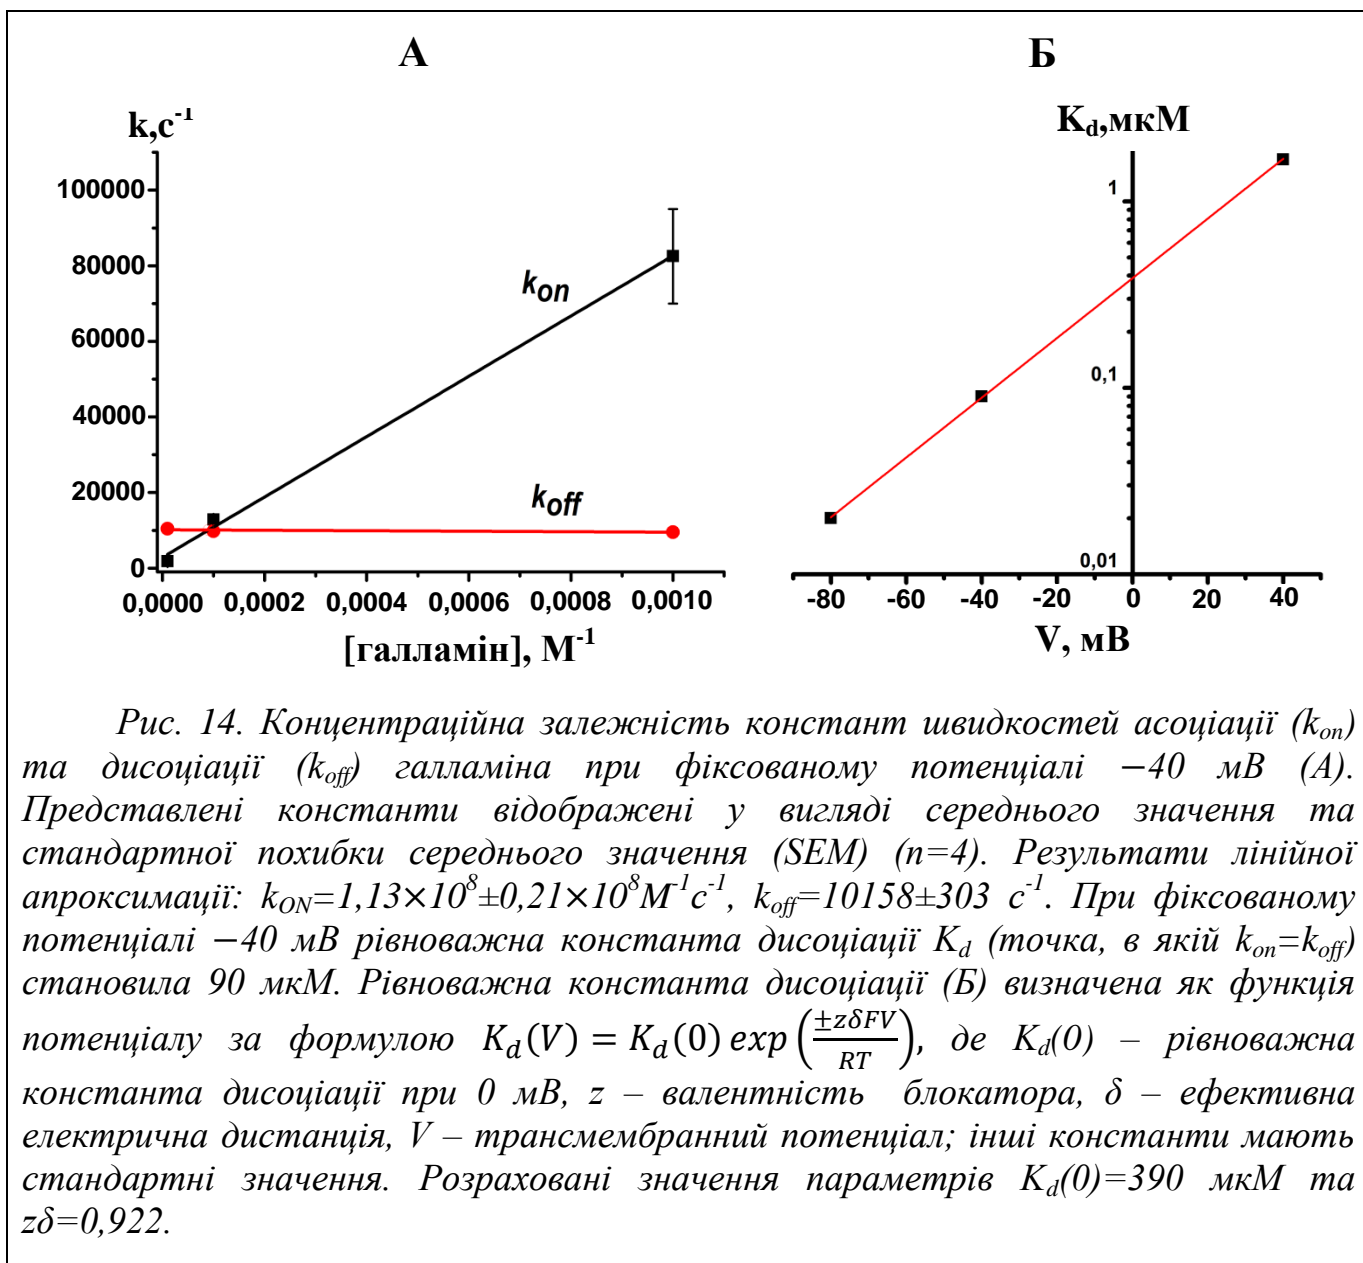 А
Б
k,с⁻¹
100000
80000
60000
40000
20000
0
kon
koff
0,0000 0,0002 0,0004 0,0006 0,0008 0,0010
[галламін], М⁻¹
Kd,мкМ
1
0,1
0,01
-80 -60 -40 -20 0 20 40
V, мВ
Рис. 14. Концентраційна залежність констант швидкостей асоціації (kon)
та дисоціації (koff) галламіна при фіксованому потенціалі −40 мВ (А).
Представлені константи відображені у вигляді середнього значення та
стандартної похибки середнього значення (SEM) (n=4). Результати лінійної
апроксимації: kON=1,13×10⁸±0,21×10⁸М⁻¹с⁻¹, koff=10158±303 с⁻¹. При фіксованому
потенціалі −40 мВ рівноважна константа дисоціації Kd (точка, в якій kon=koff)
становила 90 мкМ. Рівноважна константа дисоціації (Б) визначена як функція
потенціалу за формулою Kd(V) = Kd(0) exp (±zδFV/RT), де Kd(0) – рівноважна
константа дисоціації при 0 мВ, z – валентність блокатора, δ – ефективна
електрична дистанція, V – трансмембранний потенціал; інші константи мають
стандартні значення. Розраховані значення параметрів Kd(0)=390 мкМ та
zδ=0,922.